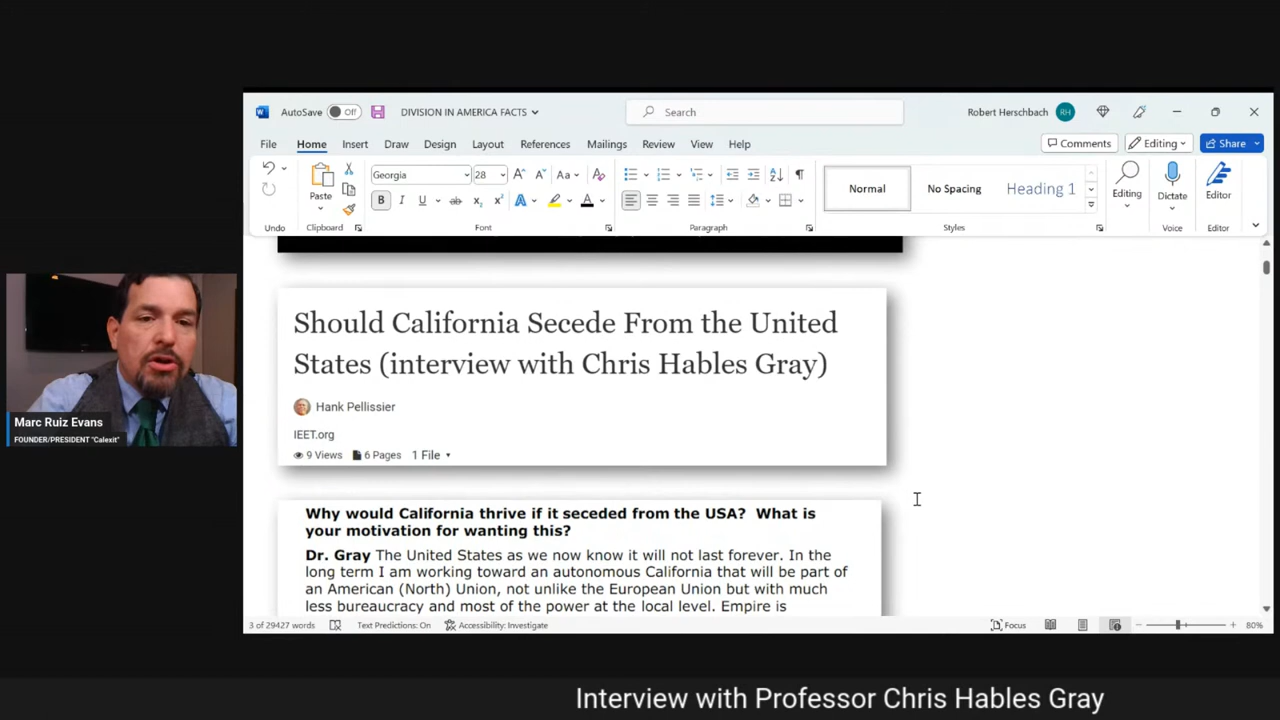 AutoSave Off DIVISION IN AMERICA FACTS Search Robert Herschbach RH
File Home Insert Draw Design Layout References Mailings Review View Help Comments Editing Share
Paste Georgia 28 Aa Normal No Spacing Heading 1 Editing Dictate Editor
Undo Clipboard Font Paragraph Styles Voice Editor
Should California Secede From the United
States (interview with Chris Hables Gray)
Hank Pellissier
IEET.org
9 Views 6 Pages 1 File
Why would California thrive if it seceded from the USA? What is
your motivation for wanting this?
Dr. Gray The United States as we now know it will not last forever. In the
long term I am working toward an autonomous California that will be part of
an American (North) Union, not unlike the European Union but with much
less bureaucracy and most of the power at the local level. Empire is
3 of 29427 words Text Predictions: On Accessibility: Investigate Focus 80%
Marc Ruiz Evans
FOUNDER/PRESIDENT "Calexit"
Interview with Professor Chris Hables Gray